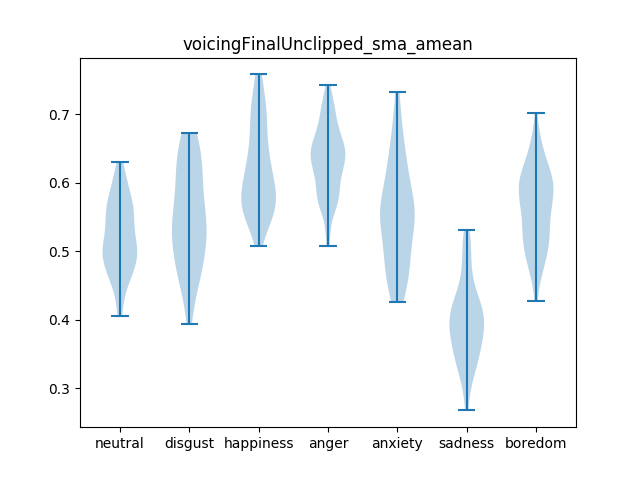 voicingFinalUnclipped_sma_amean
0.7
0.6
0.5
0.4
0.3
neutral disgust happiness anger anxiety sadness boredom